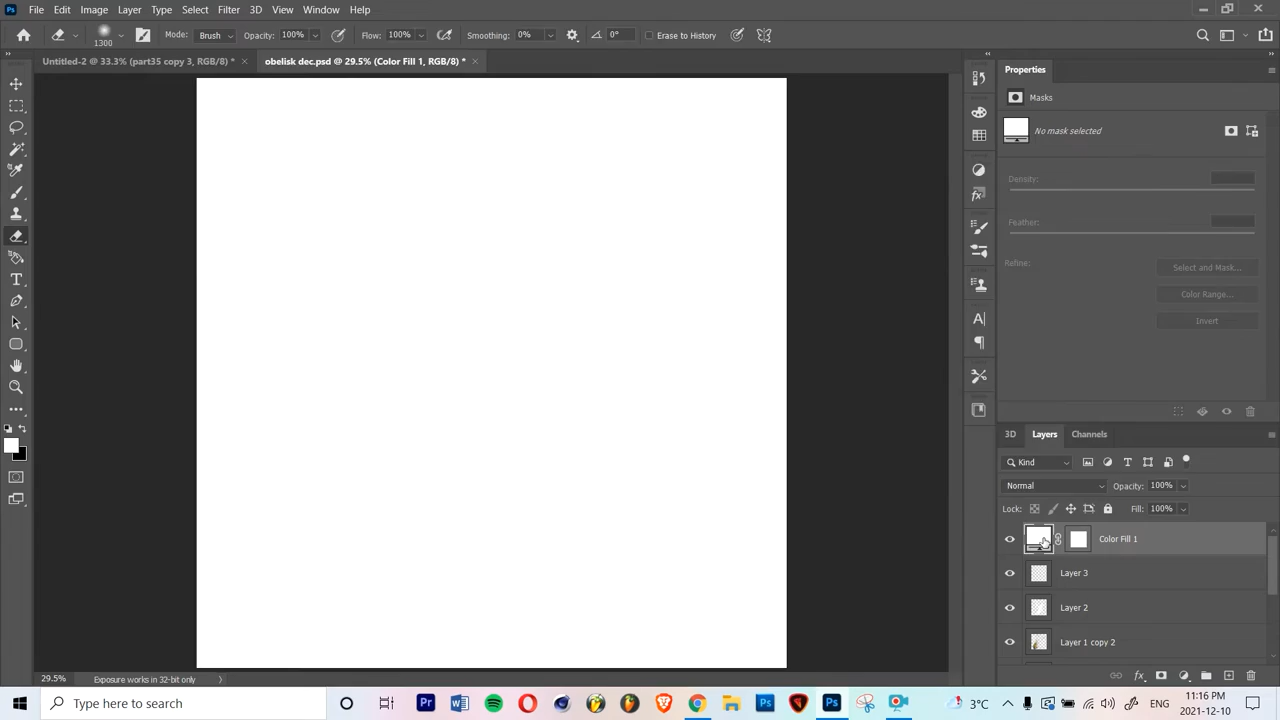 Ps File Edit Image Layer Type Select Filter 3D View Window Help
1300 Mode: Brush Opacity: 100% Flow: 100% Smoothing: 0% 0° Erase to History
Untitled-2 @ 33.3% (part35 copy 3, RGB/8) * × obelisk dec.psd @ 29.5% (Color Fill 1, RGB/8) * ×
Properties
Masks
No mask selected
Density:
Feather:
Refine: Select and Mask...
Color Range...
Invert
3D Layers Channels
Kind
Normal Opacity: 100%
Lock: Fill: 100%
Color Fill 1
Layer 3
Layer 2
Layer 1 copy 2
29.5% Exposure works in 32-bit only
Type here to search Pr W Ps Ps 3°C ENG 11:16 PM
2021-12-10